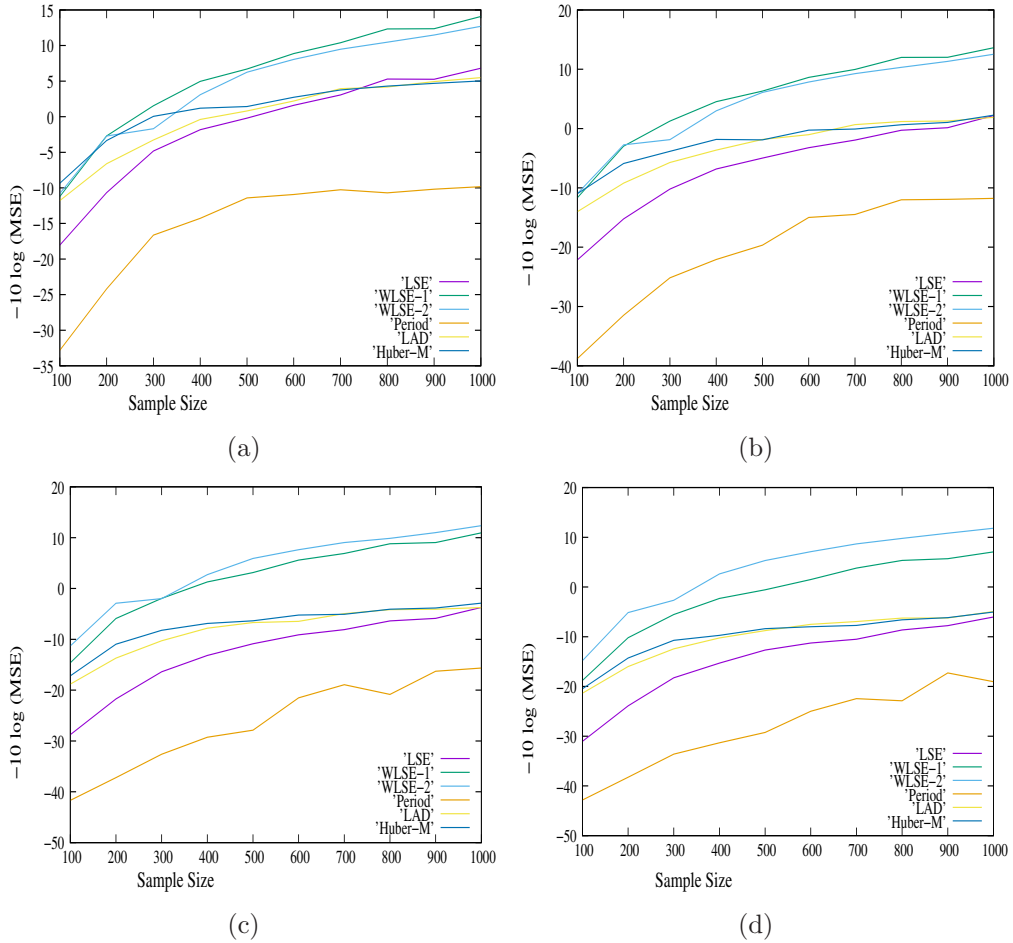 15
10
5
0
−5
−10
−15
−20
−25
−30
−35
−10 log (MSE)
'LSE'
'WLSE−1'
'WLSE−2'
'Period'
'LAD'
'Huber−M'
100 200 300 400 500 600 700 800 900 1000
Sample Size
(a)
20
10
0
−10
−20
−30
−40
−10 log (MSE)
'LSE'
'WLSE−1'
'WLSE−2'
'Period'
'LAD'
'Huber−M'
100 200 300 400 500 600 700 800 900 1000
Sample Size
(b)
20
10
0
−10
−20
−30
−40
−50
−10 log (MSE)
'LSE'
'WLSE−1'
'WLSE−2'
'Period'
'LAD'
'Huber−M'
100 200 300 400 500 600 700 800 900 1000
Sample Size
(c)
20
10
0
−10
−20
−30
−40
−50
−10 log (MSE)
'LSE'
'WLSE−1'
'WLSE−2'
'Period'
'LAD'
'Huber−M'
100 200 300 400 500 600 700 800 900 1000
Sample Size
(d)